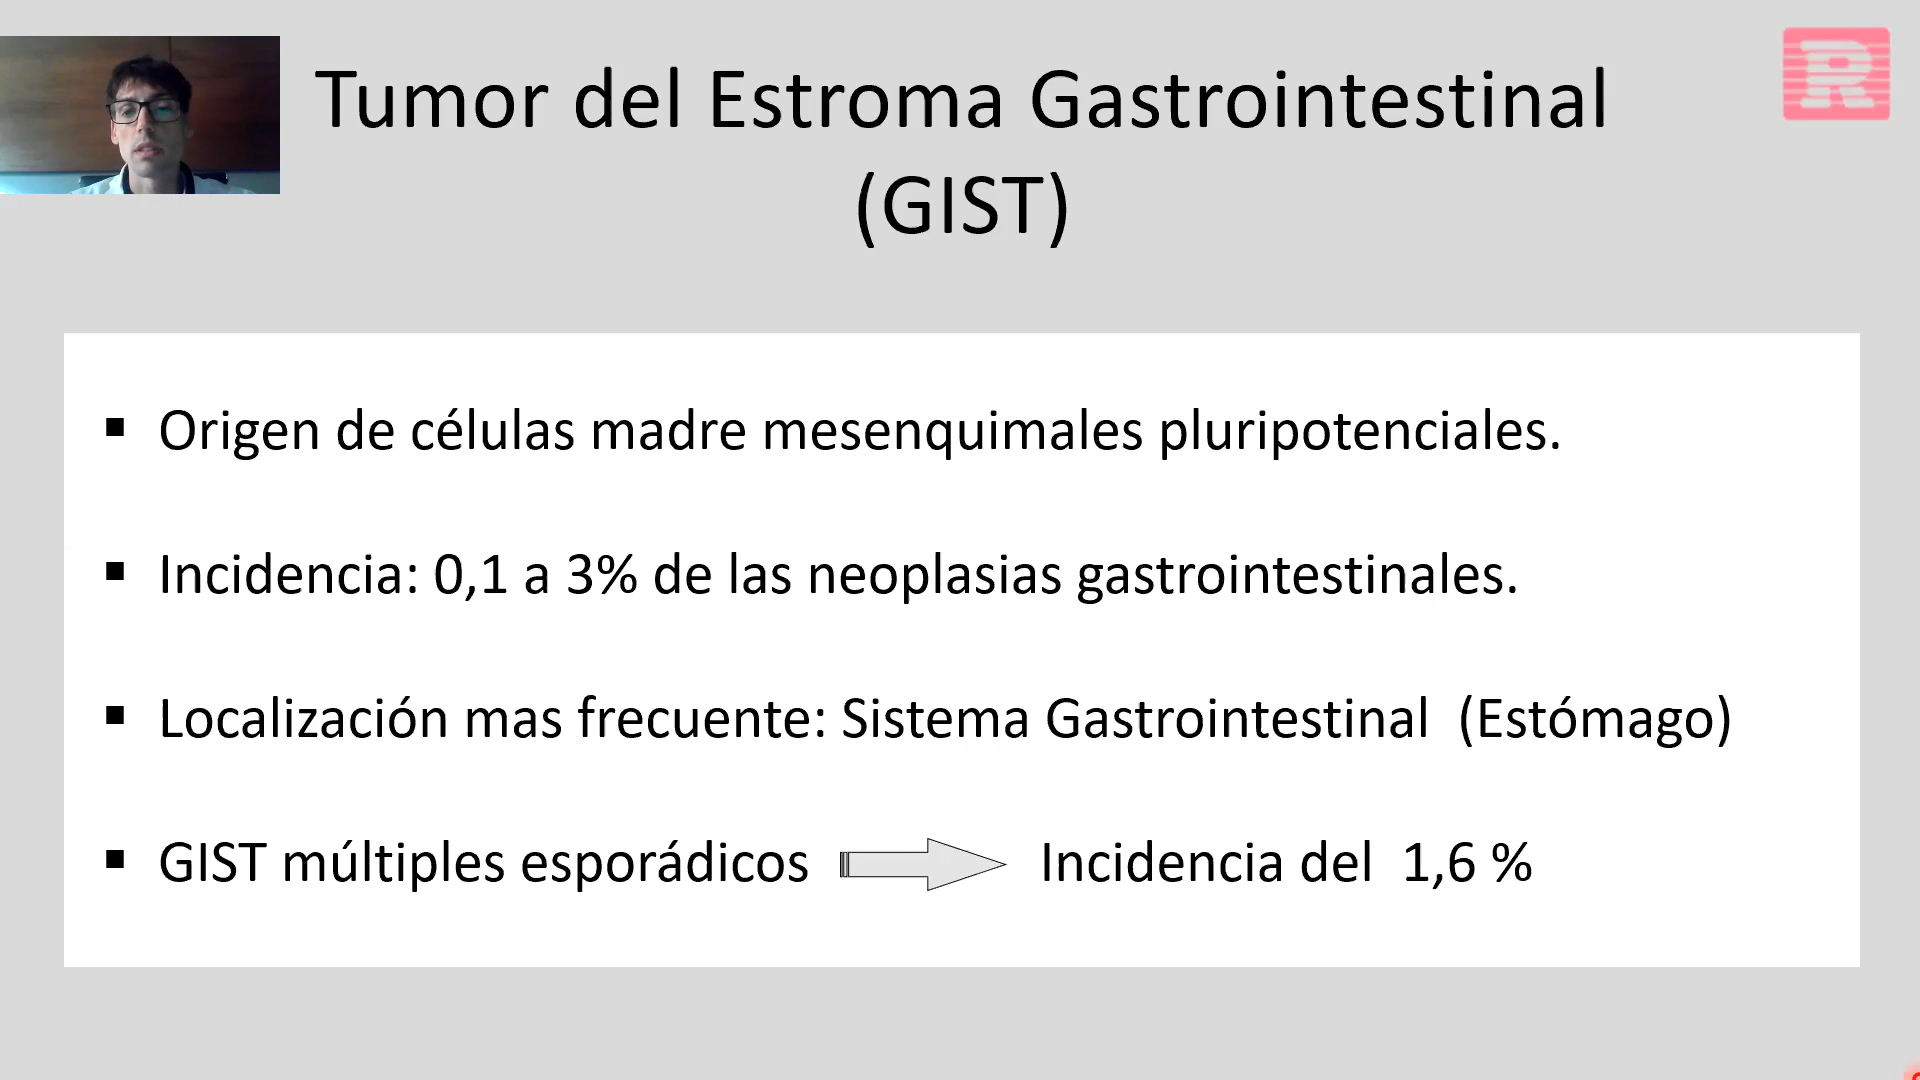 Tumor del Estroma Gastrointestinal
(GIST)
R
▪ Origen de células madre mesenquimales pluripotenciales.
▪ Incidencia: 0,1 a 3% de las neoplasias gastrointestinales.
▪ Localización mas frecuente: Sistema Gastrointestinal (Estómago)
▪ GIST múltiples esporádicos Incidencia del 1,6 %